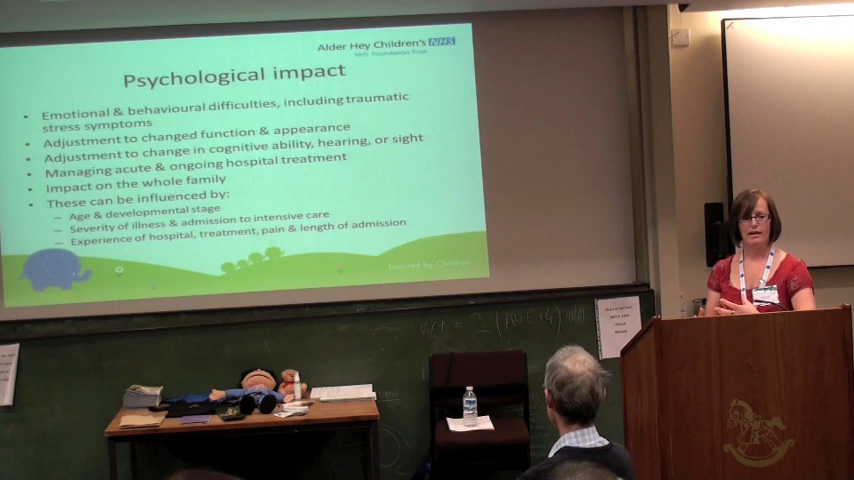 Alder Hey Children's NHS
NHS Foundation Trust
Psychological impact
• Emotional & behavioural difficulties, including traumatic
stress symptoms
• Adjustment to changed function & appearance
• Adjustment to change in cognitive ability, hearing, or sight
• Managing acute & ongoing hospital treatment
• Impact on the whole family
• These can be influenced by:
– Age & developmental stage
– Severity of illness & admission to intensive care
– Experience of hospital, treatment, pain & length of admission
Inspired by Children